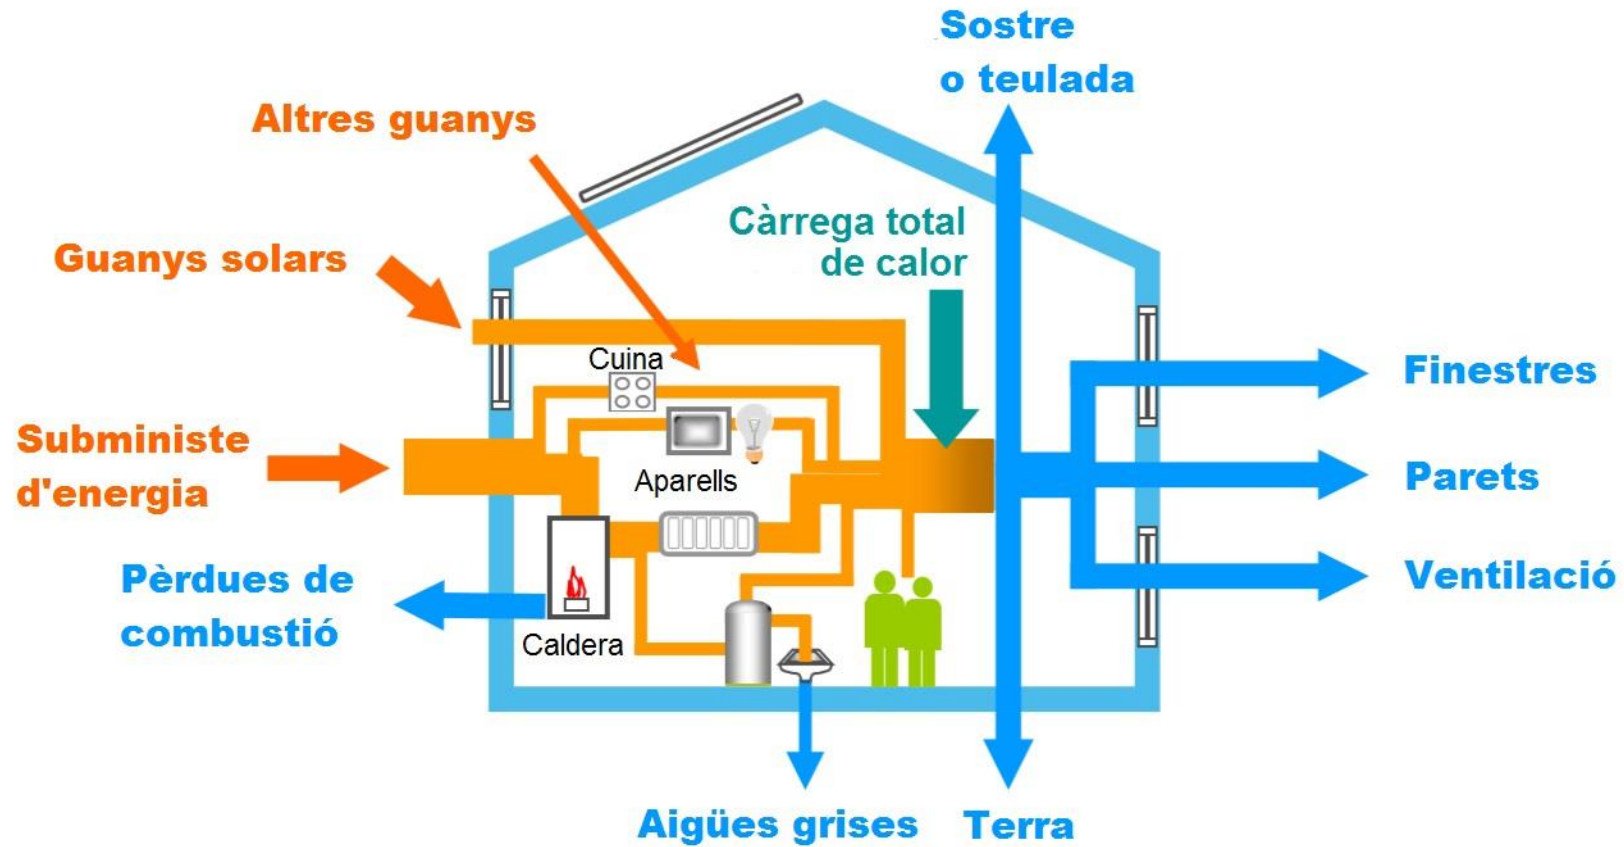 Sostre
o teulada
Altres guanys
Càrrega total
de calor
Guanys solars
Cuina
Finestres
Subministe
d'energia
Aparells
Parets
Pèrdues de
combustió
Caldera
Ventilació
Aigües grises
Terra